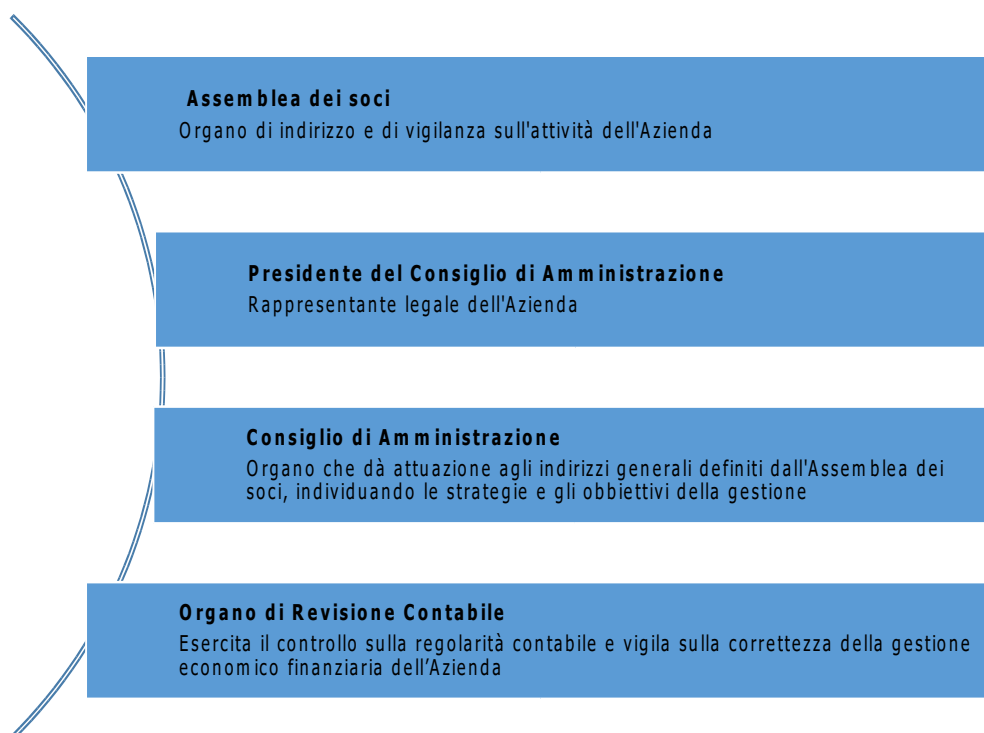 Assemblea dei soci
Organo di indirizzo e di vigilanza sull'attività dell'Azienda
Presidente del Consiglio di Amministrazione
Rappresentante legale dell'Azienda
Consiglio di Amministrazione
Organo che dà attuazione agli indirizzi generali definiti dall'Assemblea dei
soci, individuando le strategie e gli obbiettivi della gestione
Organo di Revisione Contabile
Esercita il controllo sulla regolarità contabile e vigila sulla correttezza della gestione
economico finanziaria dell’Azienda